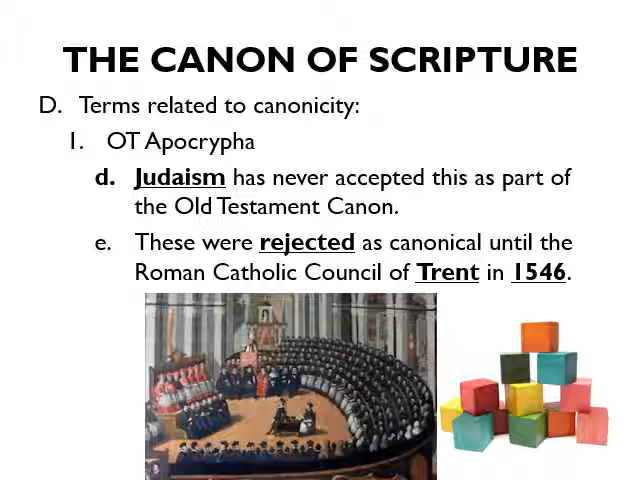 THE CANON OF SCRIPTURE
D. Terms related to canonicity:
1. OT Apocrypha
d. Judaism has never accepted this as part of
the Old Testament Canon.
e. These were rejected as canonical until the
Roman Catholic Council of Trent in 1546.